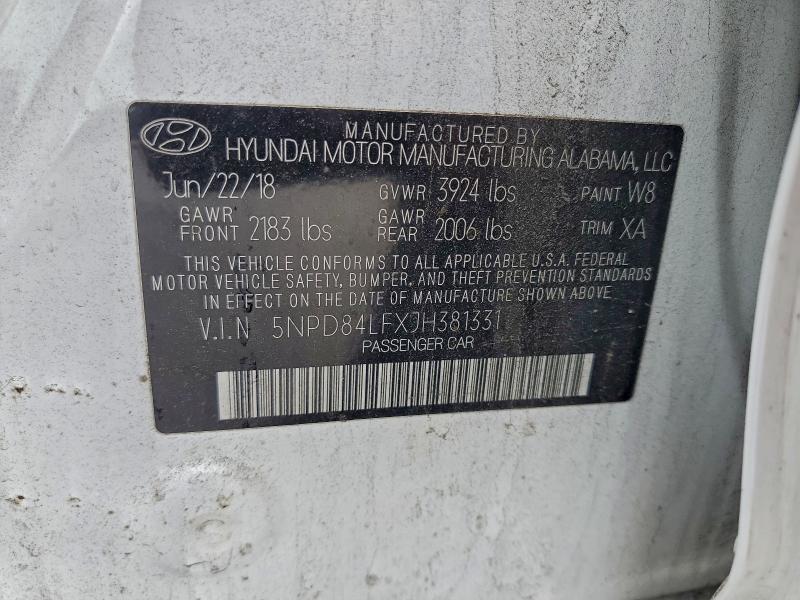 MANUFACTURED BY
HYUNDAI MOTOR MANUFACTURING ALABAMA, LLC
Jun/22/18 GVWR 3924 lbs PAINT W8
GAWR FRONT 2183 lbs GAWR REAR 2006 lbs TRIM XA
THIS VEHICLE CONFORMS TO ALL APPLICABLE U.S.A. FEDERAL
MOTOR VEHICLE SAFETY, BUMPER, AND THEFT PREVENTION STANDARDS
IN EFFECT ON THE DATE OF MANUFACTURE SHOWN ABOVE.
V.I.N 5NPD84LFXJH381331
PASSENGER CAR